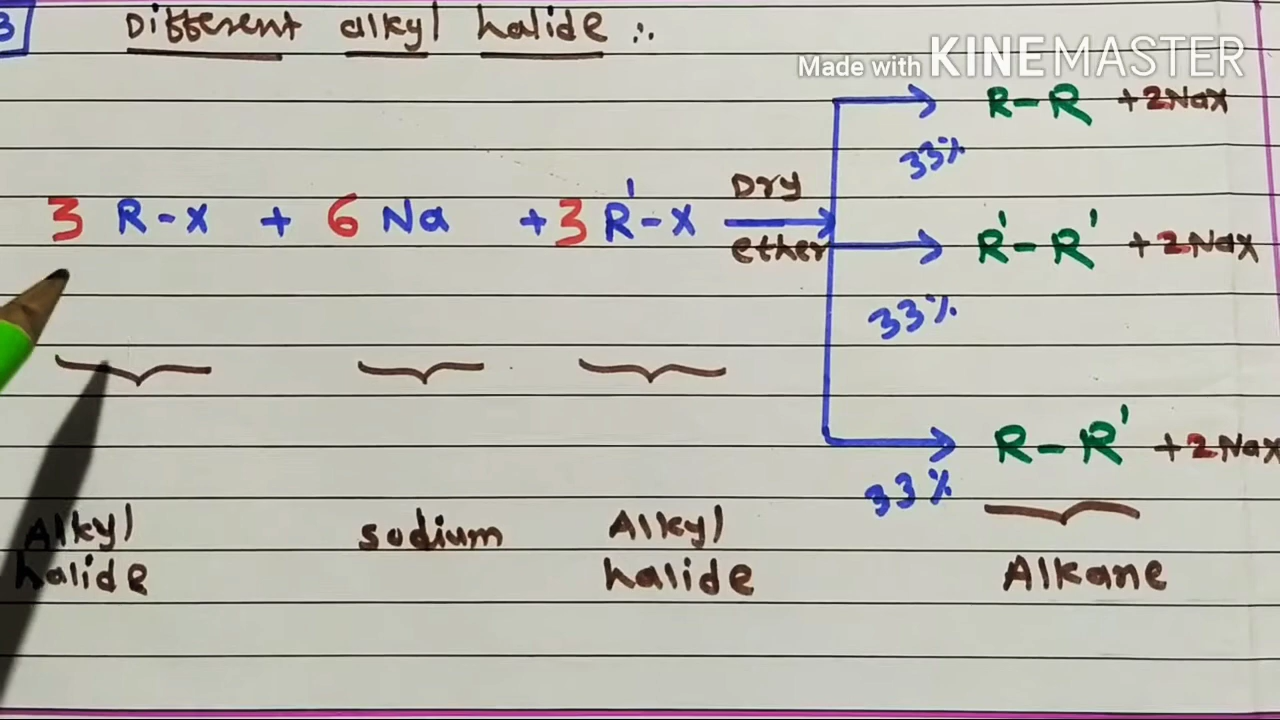 3 Different alkyl halide ∴
Made with KINEMASTER
R-R + 2Nax
33%
3 R-x + 6 Na + 3 R'-x Dry ether
R'-R' + 2Nax
33%
R-R' + 2Nax
33%
Alkyl halide
sodium
Alkyl halide
Alkane